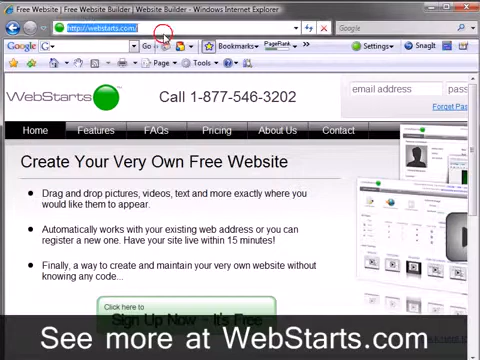 Free Website | Free Website Builder | Website Builder - Windows Internet Explorer
http://webstarts.com/
Google
Google
Go
Bookmarks
PageRank
Settings
SnagIt
Page
Tools
WebStarts
Call 1-877-546-3202
email address
Home
Features
FAQs
Pricing
About Us
Contact
Create Your Very Own Free Website
Drag and drop pictures, videos, text and more exactly where you
would like them to appear.
Automatically works with your existing web address or you can
register a new one. Have your site live within 15 minutes!
Finally, a way to create and maintain your very own website without
knowing any code...
Click here to
Sign Up Now - It's Free
See more at WebStarts.com